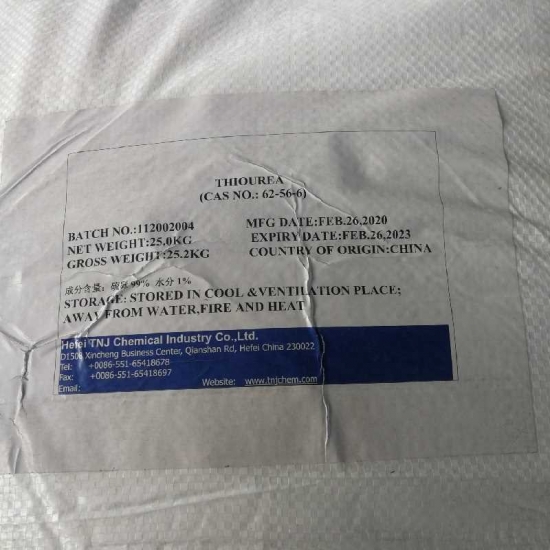 THIOUREA
(CAS NO.: 62-56-6)
BATCH NO.:112002004 MFG DATE:FEB.26,2020
NET WEIGHT:25.0KG EXPIRY DATE:FEB.26,2023
GROSS WEIGHT:25.2KG COUNTRY OF ORIGIN:CHINA
成分含量: 硫脲 99% 水分 1%
STORAGE: STORED IN COOL &VENTILATION PLACE;
AWAY FROM WATER,FIRE AND HEAT
Hefei TNJ Chemical Industry Co.,Ltd.
D1508 Xincheng Business Center, Qianshan Rd, Hefei China 230022
Tel: +0086-551-65418678
Fax: +0086-551-65418697
Email: Website: www.tnjchem.com